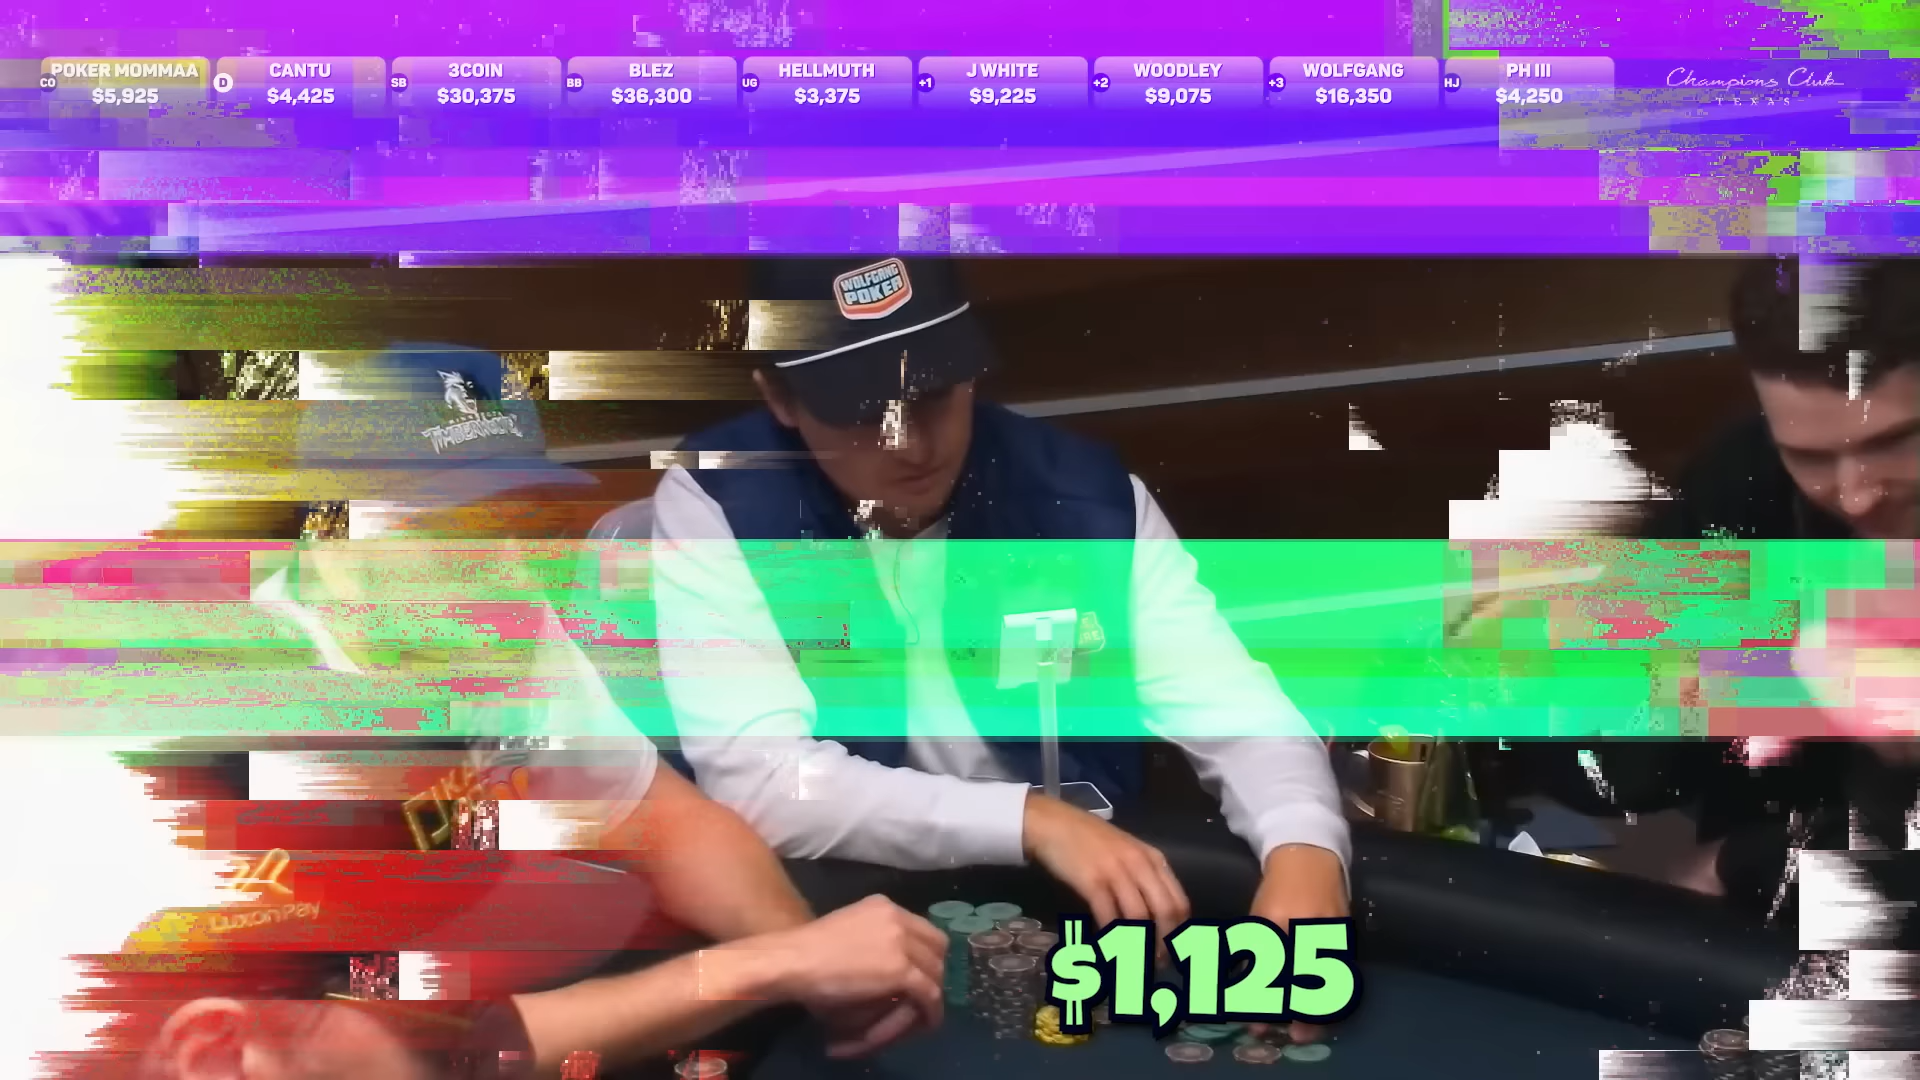 CO POKER MOMMAA $5,925
D CANTU $4,425
SB 3COIN $30,375
BB BLEZ $36,300
UG HELLMUTH $3,375
+1 J WHITE $9,225
+2 WOODLEY $9,075
+3 WOLFGANG $16,350
HJ PH III $4,250
Champions Club
TEXAS
WOLFGANG
POKER
TIMBERWOLVES
LuxonPay
$1,125